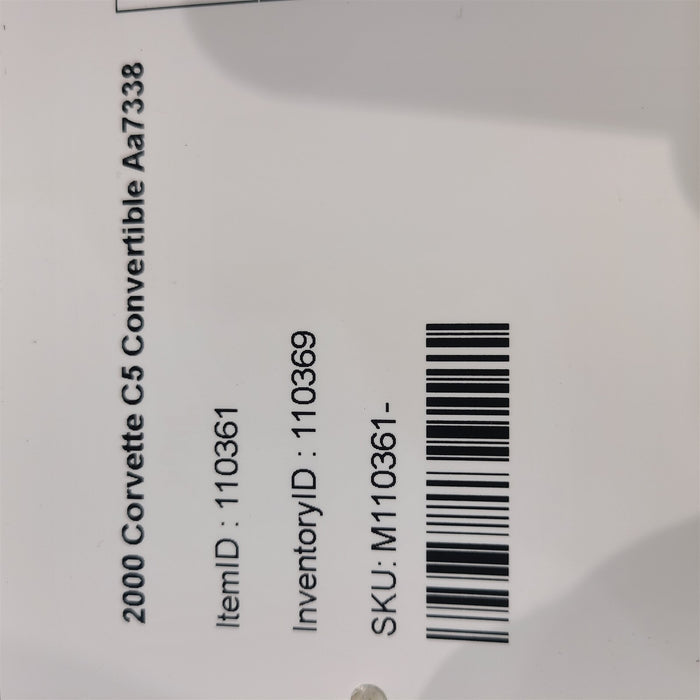 2000 Corvette C5 Convertible Aa7338
ItemID : 110361
InventoryID : 110369
SKU: M110361-